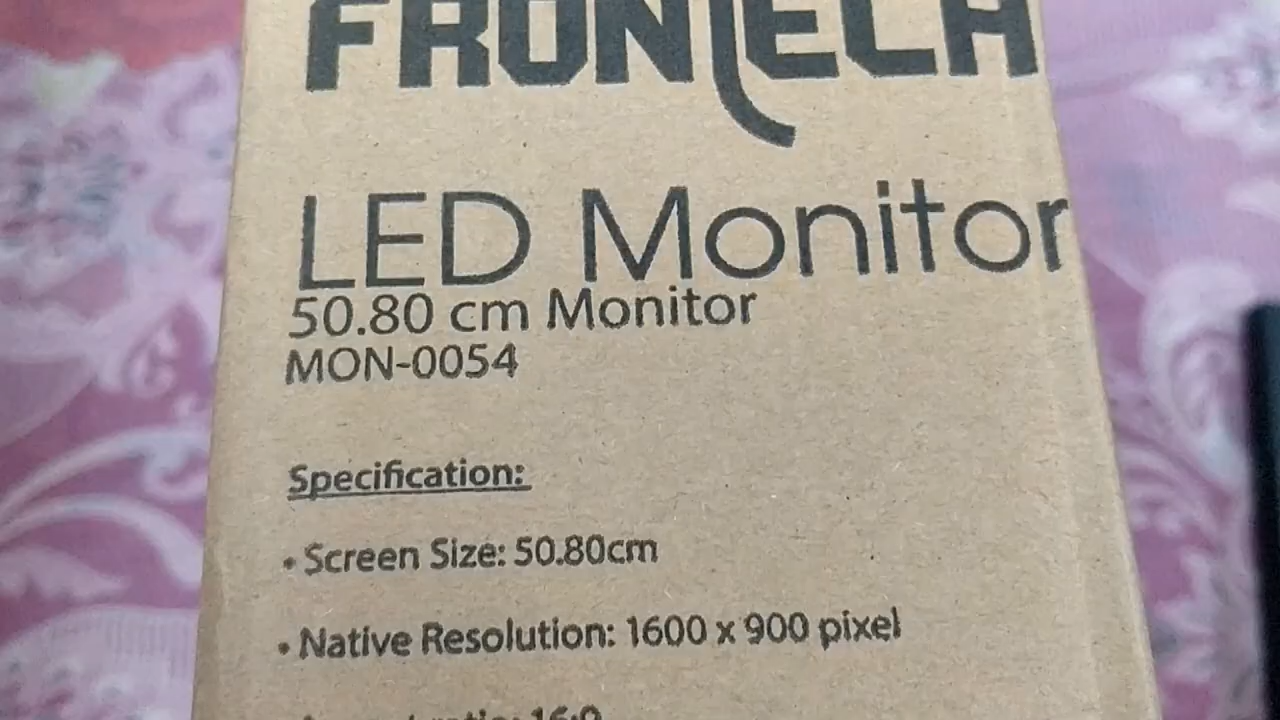 FRONTECH
LED Monitor
50.80 cm Monitor
MON-0054
Specification:
• Screen Size: 50.80cm
• Native Resolution: 1600 x 900 pixel